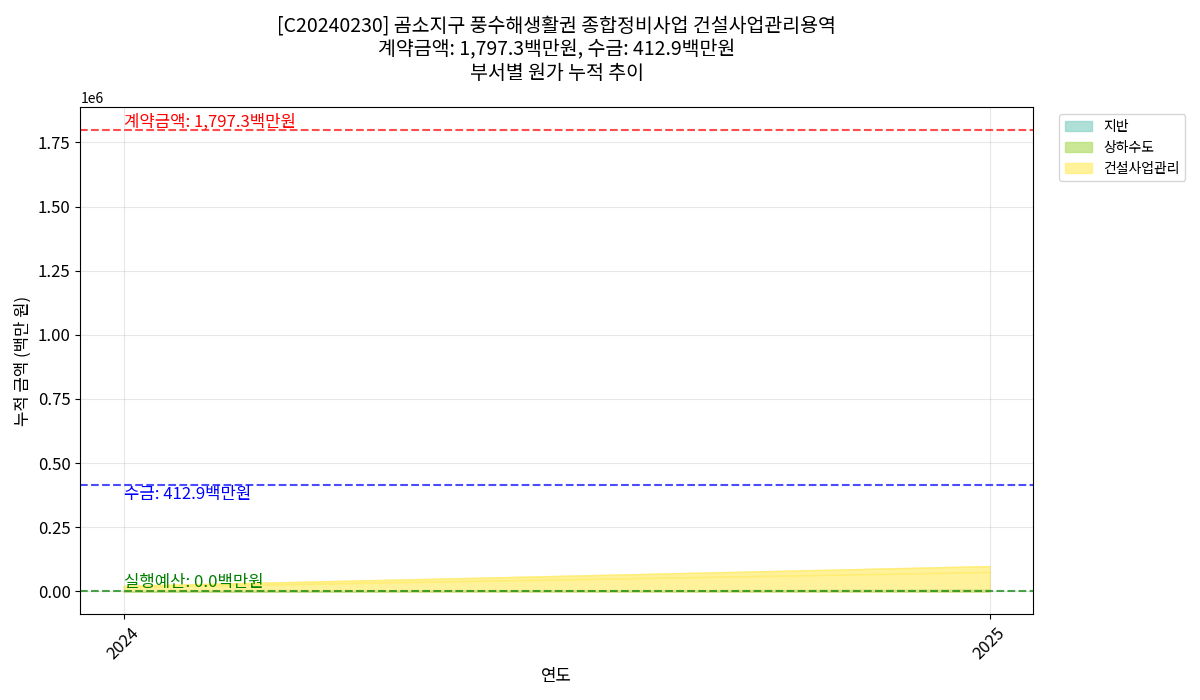 [C20240230] 곰소지구 풍수해생활권 종합정비사업 건설사업관리용역
계약금액: 1,797.3백만원, 수금: 412.9백만원
부서별 원가 누적 추이
1e6
계약금액: 1,797.3백만원
지반
상하수도
건설사업관리
1.75
1.50
1.25
1.00
0.75
0.50
0.25
0.00
누적 금액 (백만 원)
수금: 412.9백만원
실행예산: 0.0백만원
2024
2025
연도